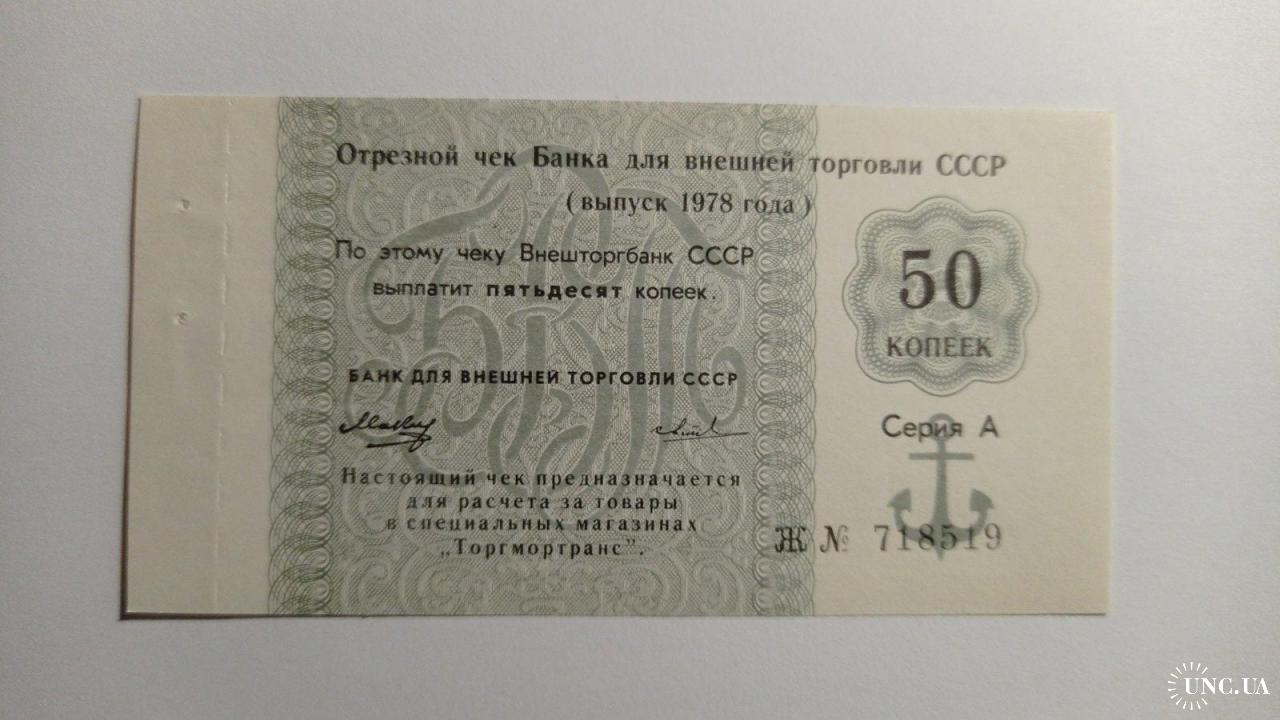 Отрезной чек Банка для внешней торговли СССР
(выпуск 1978 года)
По этому чеку Внешторгбанк СССР
выплатит пятьдесят копеек.
50
КОПЕЕК
БАНК ДЛЯ ВНЕШНЕЙ ТОРГОВЛИ СССР
Серия А
Настоящий чек предназначается
для расчета за товары
в специальных магазинах
„Торгмортранс”.
Ж № 718519
UNC.UA